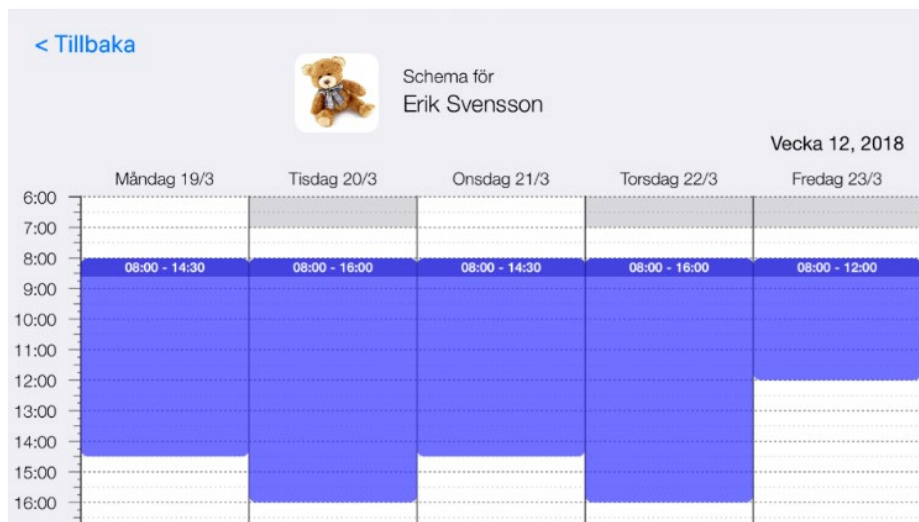 < Tillbaka
Schema för
Erik Svensson
Vecka 12, 2018
Måndag 19/3 Tisdag 20/3 Onsdag 21/3 Torsdag 22/3 Fredag 23/3
6:00
7:00
8:00 08:00 - 14:30 08:00 - 16:00 08:00 - 14:30 08:00 - 16:00 08:00 - 12:00
9:00
10:00
11:00
12:00
13:00
14:00
15:00
16:00